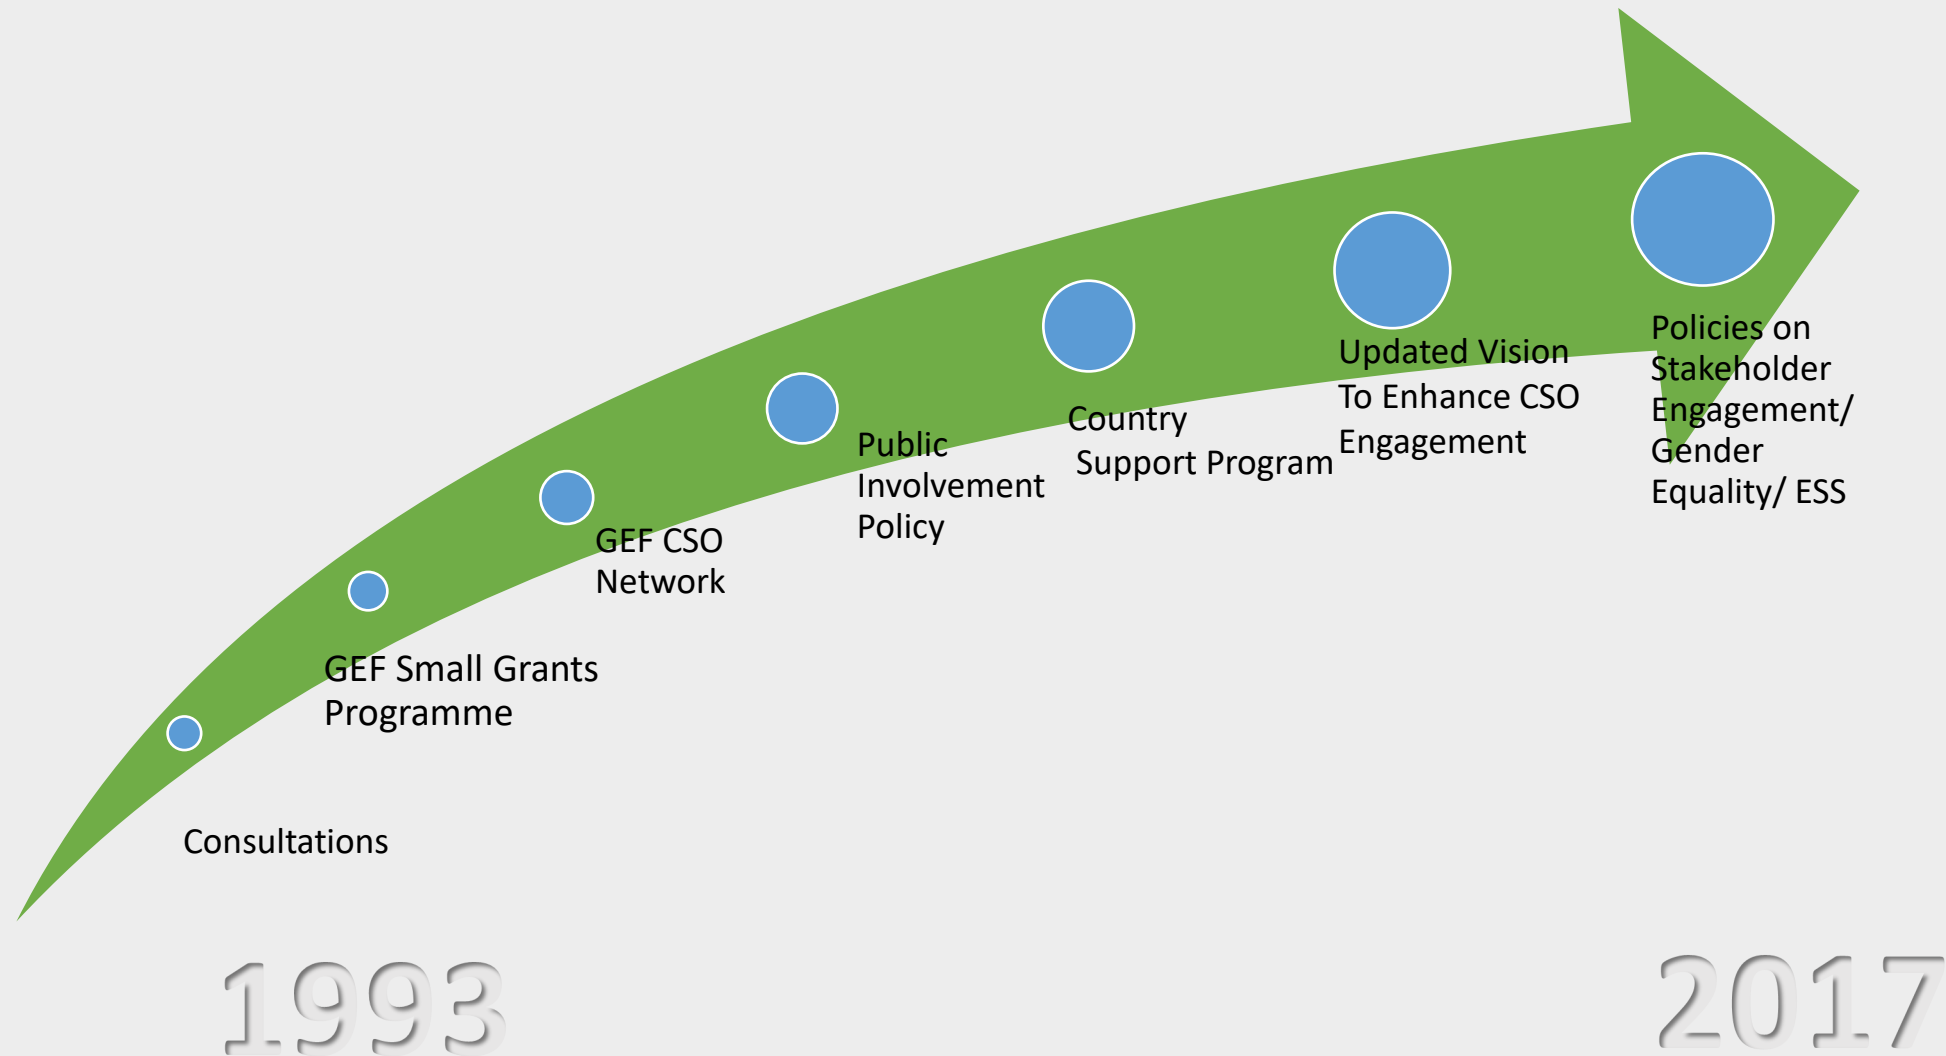 Consultations
GEF Small Grants
Programme
GEF CSO
Network
Public
Involvement
Policy
Country
Support Program
Updated Vision
To Enhance CSO
Engagement
Policies on
Stakeholder
Engagement/
Gender
Equality/ ESS
1993
2017